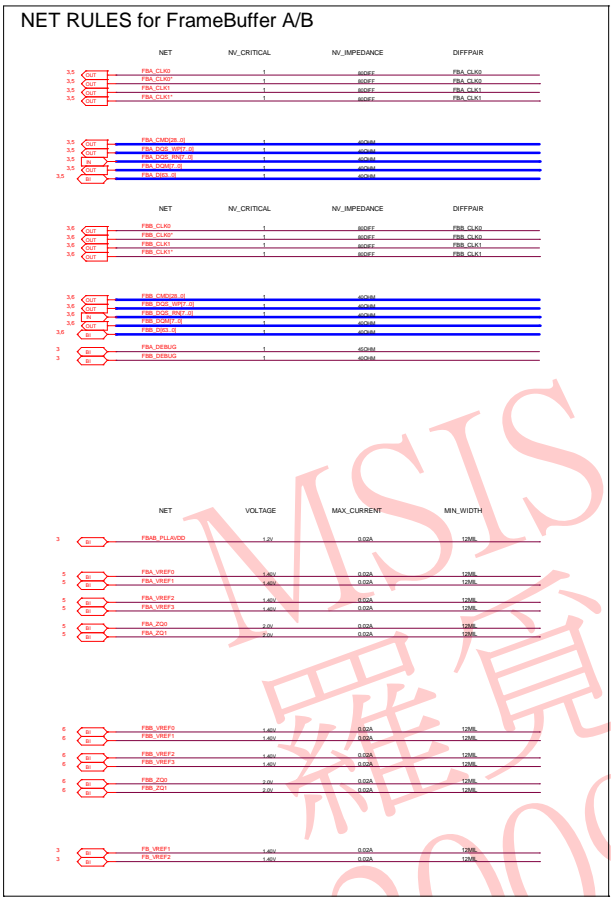 NET RULES for FrameBuffer A/B
NET NV_CRITICAL NV_IMPEDANCE DIFFPAIR
3,5 OUT FBA_CLK0 1 80DIFF FBA_CLK0
3,5 OUT FBA_CLK0* 1 80DIFF FBA_CLK0
3,5 OUT FBA_CLK1 1 80DIFF FBA_CLK1
3,5 OUT FBA_CLK1* 1 80DIFF FBA_CLK1
3,5 OUT FBA_CMD[28..0] 1 40OHM
3,5 OUT FBA_DQS_WP[7..0] 1 40OHM
3,5 IN FBA_DQS_RN[7..0] 1 40OHM
3,5 OUT FBA_DQM[7..0] 1 40OHM
3,5 BI FBA_D[63..0] 1 40OHM
NET NV_CRITICAL NV_IMPEDANCE DIFFPAIR
3,6 OUT FBB_CLK0 1 80DIFF FBB_CLK0
3,6 OUT FBB_CLK0* 1 80DIFF FBB_CLK0
3,6 OUT FBB_CLK1 1 80DIFF FBB_CLK1
3,6 OUT FBB_CLK1* 1 80DIFF FBB_CLK1
3,6 OUT FBB_CMD[28..0] 1 40OHM
3,6 OUT FBB_DQS_WP[7..0] 1 40OHM
3,6 IN FBB_DQS_RN[7..0] 1 40OHM
3,6 OUT FBB_DQM[7..0] 1 40OHM
3,6 BI FBB_D[63..0] 1 40OHM
3 BI FBA_DEBUG 1 40OHM
3 BI FBB_DEBUG 1 40OHM
NET VOLTAGE MAX_CURRENT MIN_WIDTH
3 BI FBAB_PLLAVDD 1.2V 0.02A 12MIL
5 BI FBA_VREF0 1.40V 0.02A 12MIL
5 BI FBA_VREF1 1.40V 0.02A 12MIL
5 BI FBA_VREF2 1.40V 0.02A 12MIL
5 BI FBA_VREF3 1.40V 0.02A 12MIL
5 BI FBA_ZQ0 2.0V 0.02A 12MIL
5 BI FBA_ZQ1 2.0V 0.02A 12MIL
6 BI FBB_VREF0 1.40V 0.02A 12MIL
6 BI FBB_VREF1 1.40V 0.02A 12MIL
6 BI FBB_VREF2 1.40V 0.02A 12MIL
6 BI FBB_VREF3 1.40V 0.02A 12MIL
6 BI FBB_ZQ0 2.0V 0.02A 12MIL
6 BI FBB_ZQ1 2.0V 0.02A 12MIL
3 BI FB_VREF1 1.40V 0.02A 12MIL
3 BI FB_VREF2 1.40V 0.02A 12MIL
MSIS
羅覓